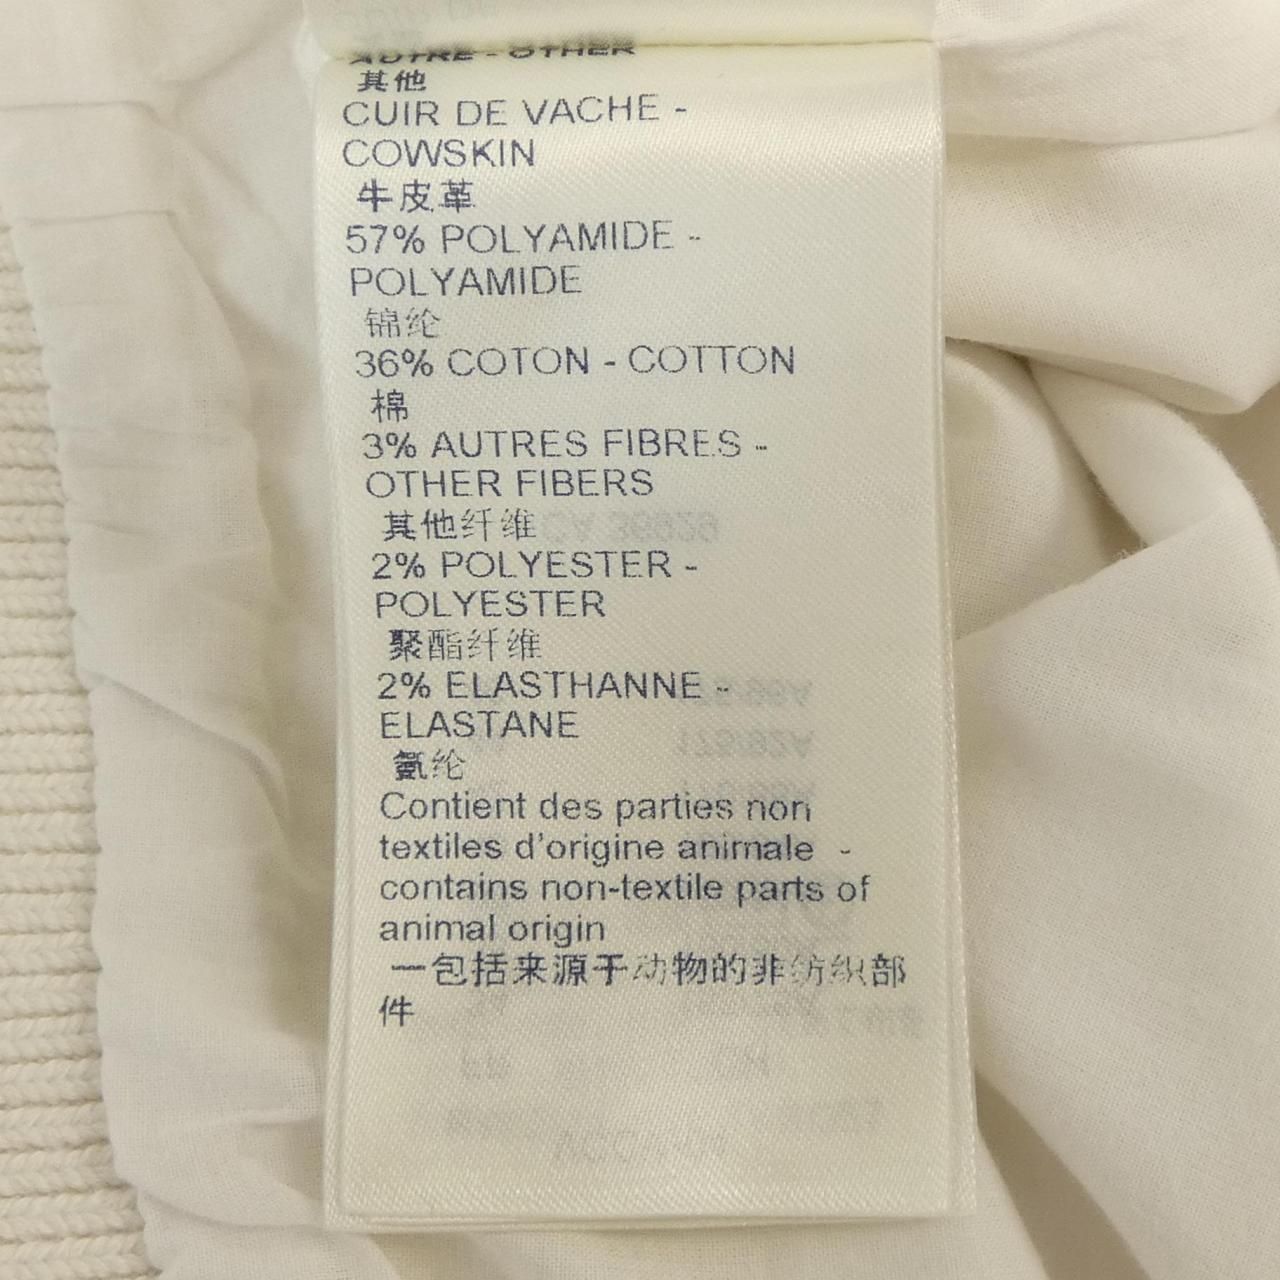 AUTRE - OTHER
其他
CUIR DE VACHE -
COWSKIN
牛皮革
57% POLYAMIDE -
POLYAMIDE
锦纶
36% COTON - COTTON
棉
3% AUTRES FIBRES -
OTHER FIBERS
其他纤维
2% POLYESTER -
POLYESTER
聚酯纤维
2% ELASTHANNE -
ELASTANE
氨纶
Contient des parties non
textiles d'origine animale -
contains non-textile parts of
animal origin
一包括来源于动物的非纺织部
件